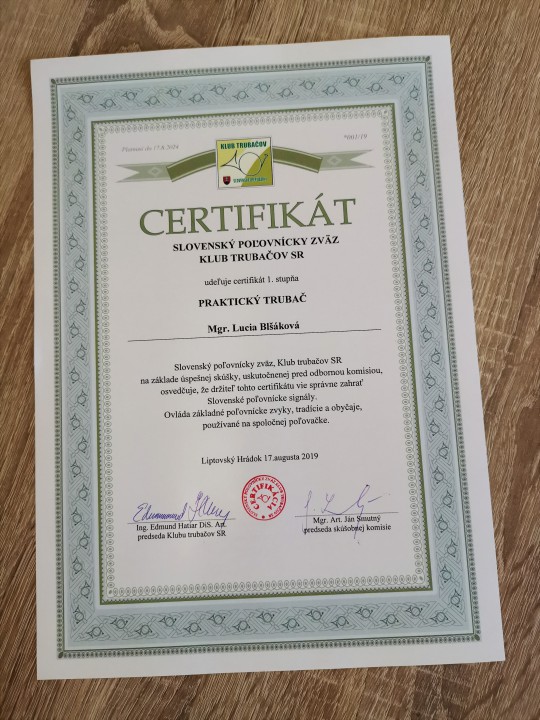 Platnosť do 17.8.2024
*003/19
KLUB TRUBAČOV
CERTIFIKÁT
SLOVENSKÝ POĽOVNÍCKY ZVÄZ
KLUB TRUBAČOV SR
udeľuje certifikát 1. stupňa
PRAKTICKÝ TRUBAČ
Mgr. Lucia Blšáková
Slovenský poľovnícky zväz, Klub trubačov SR
na základe úspešnej skúšky, uskutočnenej pred odbornou komisiou,
osvedčuje, že držiteľ tohto certifikátu vie správne zahrať
Slovenské poľovnícke signály.
Ovláda základné poľovnícke zvyky, tradície a obyčaje,
používané na spoločnej poľovačke.
Liptovský Hrádok 17.augusta 2019
CERTIFIKÁCIA
Ing. Edmund Hatiar DiS. Art.
predseda Klubu trubačov SR
Mgr. Art. Ján Smutný
predseda skúšobnej komisie